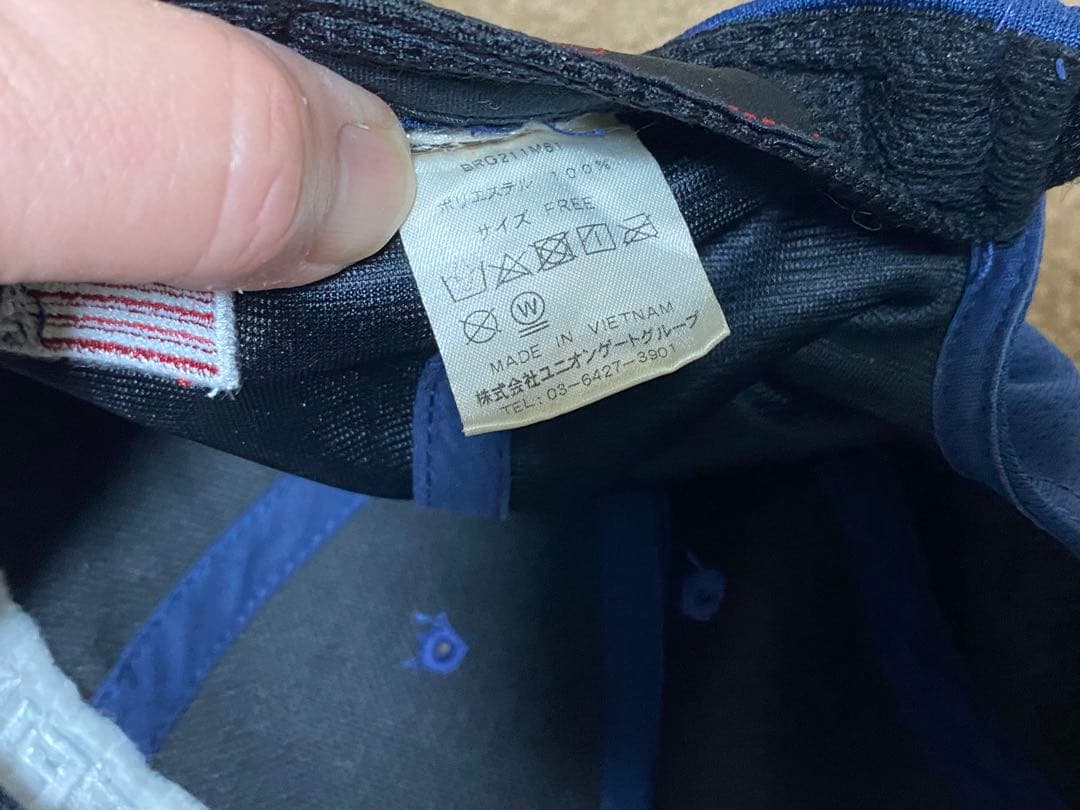 BRG211M61
ポリエステル 100%
サイズ FREE
W
MADE IN VIETNAM
株式会社ユニオンゲートグループ
TEL: 03-6427-3901